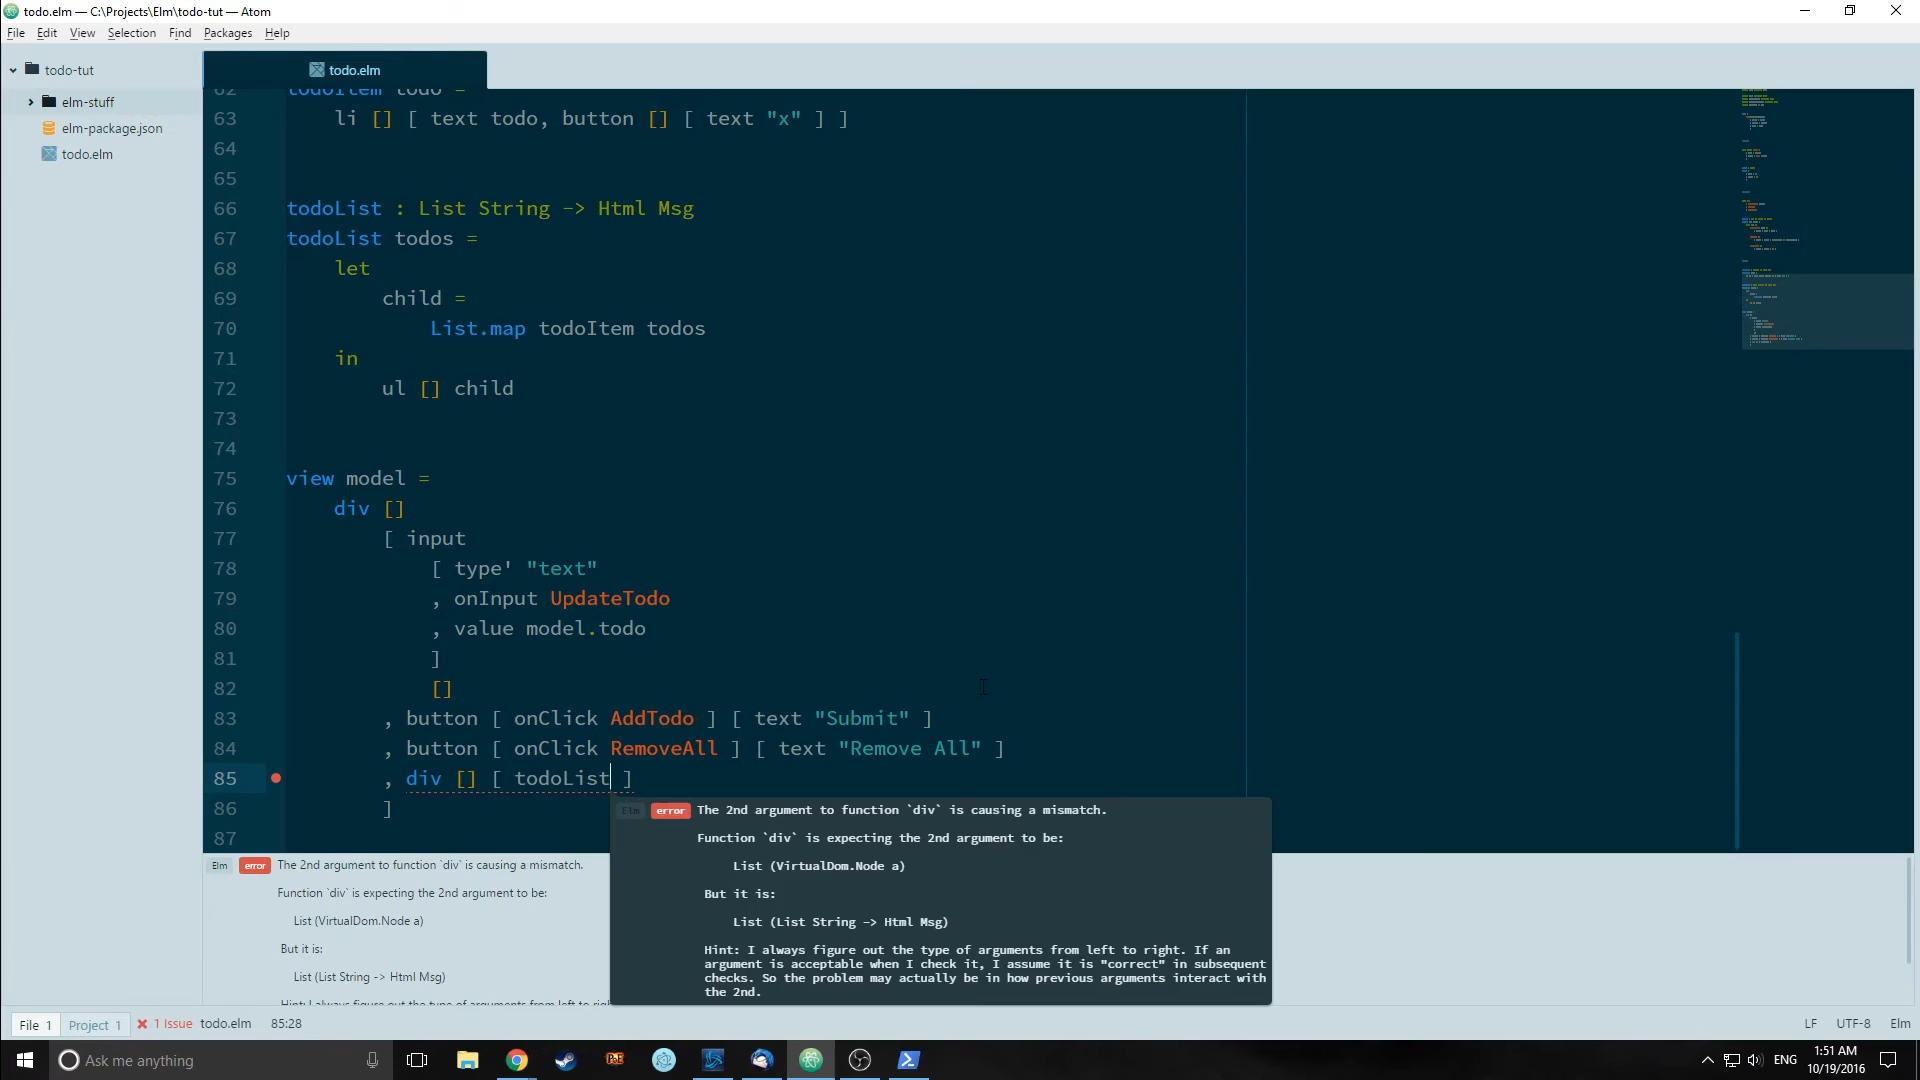 todo.elm — C:\Projects\Elm\todo-tut — Atom
File Edit View Selection Find Packages Help
todo-tut
elm-stuff
elm-package.json
todo.elm
todo.elm
62 todoItem todo =
63 li [] [ text todo, button [] [ text "x" ] ]
64
65
66 todoList : List String -> Html Msg
67 todoList todos =
68 let
69 child =
70 List.map todoItem todos
71 in
72 ul [] child
73
74
75 view model =
76 div []
77 [ input
78 [ type' "text"
79 , onInput UpdateTodo
80 , value model.todo
81 ]
82 []
83 , button [ onClick AddTodo ] [ text "Submit" ]
84 , button [ onClick RemoveAll ] [ text "Remove All" ]
85 , div [] [ todoList ]
86 ]
87
Elm error The 2nd argument to function `div` is causing a mismatch.
Function `div` is expecting the 2nd argument to be:
List (VirtualDom.Node a)
But it is:
List (List String -> Html Msg)
Hint: I always figure out the type of arguments from left to right. If an
argument is acceptable when I check it, I assume it is "correct" in subsequent
checks. So the problem may actually be in how previous arguments interact with
the 2nd.
Elm error The 2nd argument to function `div` is causing a mismatch.
Function `div` is expecting the 2nd argument to be:
List (VirtualDom.Node a)
But it is:
List (List String -> Html Msg)
Hint: I always figure out the type of arguments from left to righ
File 1 Project 1 1 Issue todo.elm 85:28 LF UTF-8 Elm
Ask me anything
ENG
1:51 AM
10/19/2016